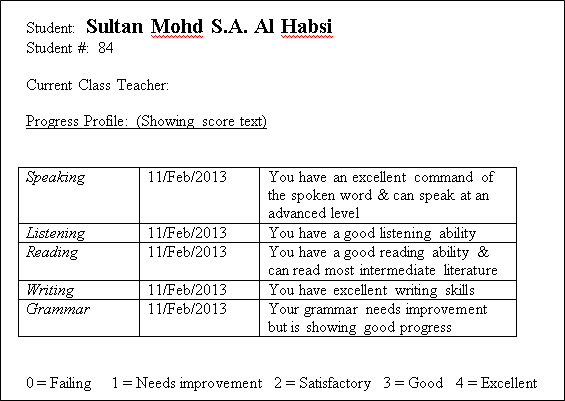 Student: Sultan Mohd S.A. Al Habsi
Student #: 84
Current Class Teacher:
Progress Profile: (Showing score text)
Speaking 11/Feb/2013 You have an excellent command of
the spoken word & can speak at an
advanced level
Listening 11/Feb/2013 You have a good listening ability
Reading 11/Feb/2013 You have a good reading ability &
can read most intermediate literature
Writing 11/Feb/2013 You have excellent writing skills
Grammar 11/Feb/2013 Your grammar needs improvement
but is showing good progress
0 = Failing 1 = Needs improvement 2 = Satisfactory 3 = Good 4 = Excellent